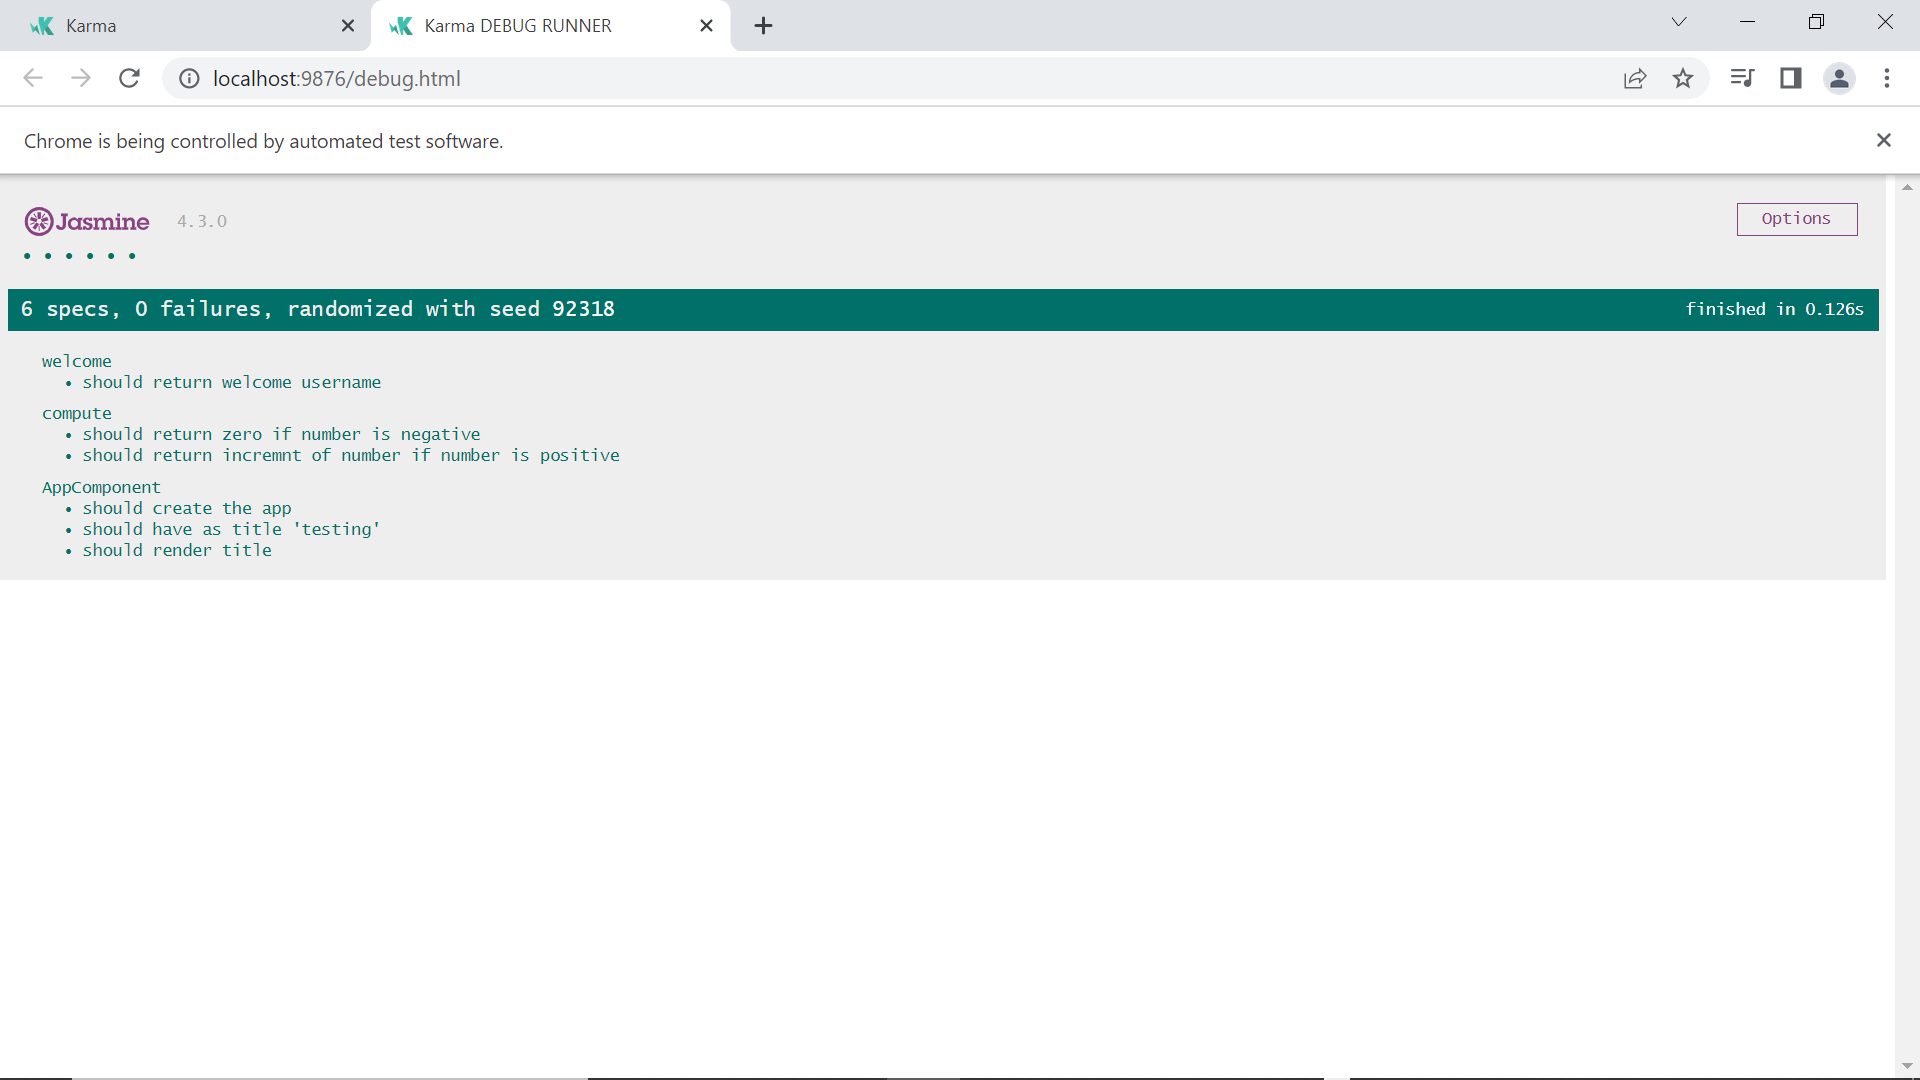 Karma
Karma DEBUG RUNNER
localhost:9876/debug.html
Chrome is being controlled by automated test software.
Jasmine 4.3.0
Options
6 specs, 0 failures, randomized with seed 92318
finished in 0.126s
welcome
• should return welcome username
compute
• should return zero if number is negative
• should return incremnt of number if number is positive
AppComponent
• should create the app
• should have as title 'testing'
• should render title